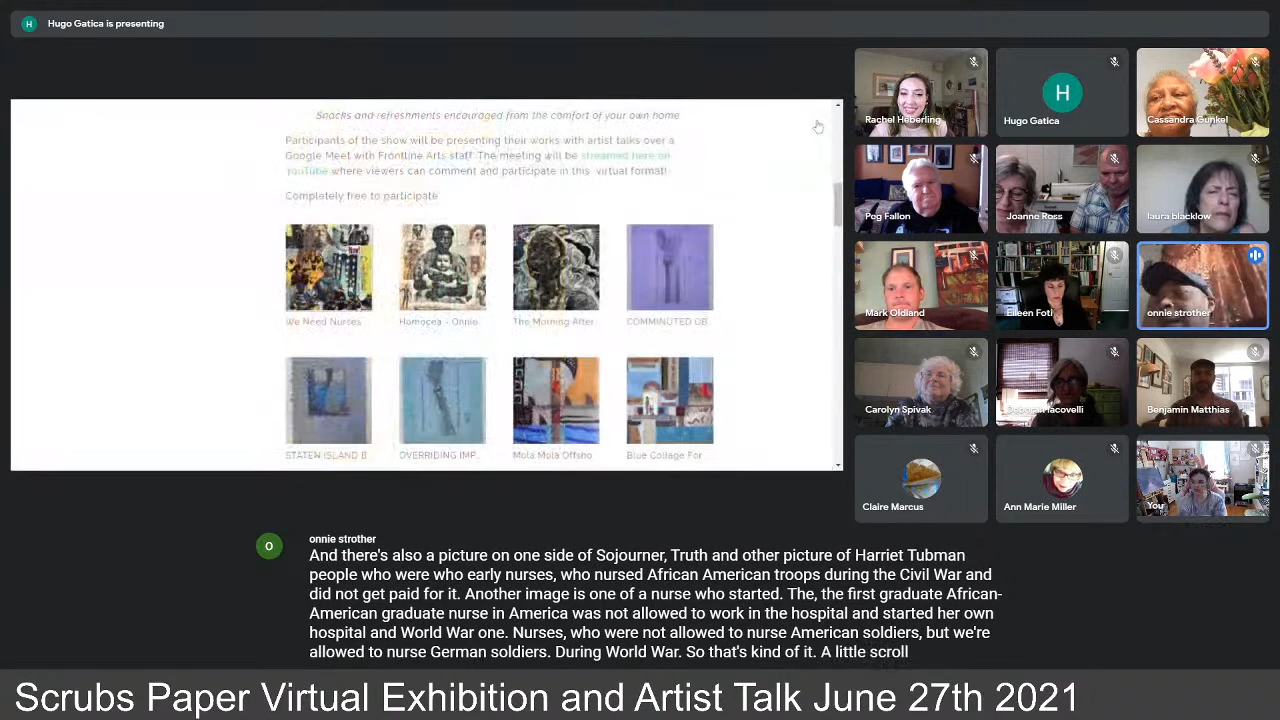 H Hugo Gatica is presenting
Snacks and refreshments encouraged from the comfort of your own home
Participants of the show will be presenting their works with artist talks over a
Google Meet with Frontline Arts staff. The meeting will be streamed here on
youtube where viewers can comment and participate in this virtual format!
Completely free to participate
We Need Nurses
Homocea - Onnie
The Morning After
COMMINUTED OB
STATEN ISLAND B
OVERRIDING IMP...
Mola Mola Offsho
Blue Collage For
Rachel Heberling
H
Hugo Gatica
Cassandra Gunkel
Peg Fallon
Joanne Ross
laura blacklow
Mark Oldland
Eileen Foti
onnie strother
Carolyn Spivak
Deborah Iacovelli
Benjamin Matthias
Claire Marcus
Ann Marie Miller
You
O
onnie strother
And there's also a picture on one side of Sojourner, Truth and other picture of Harriet Tubman
people who were who early nurses, who nursed African American troops during the Civil War and
did not get paid for it. Another image is one of a nurse who started. The, the first graduate African-
American graduate nurse in America was not allowed to work in the hospital and started her own
hospital and World War one. Nurses, who were not allowed to nurse American soldiers, but we're
allowed to nurse German soldiers. During World War. So that's kind of it. A little scroll
Scrubs Paper Virtual Exhibition and Artist Talk June 27th 2021